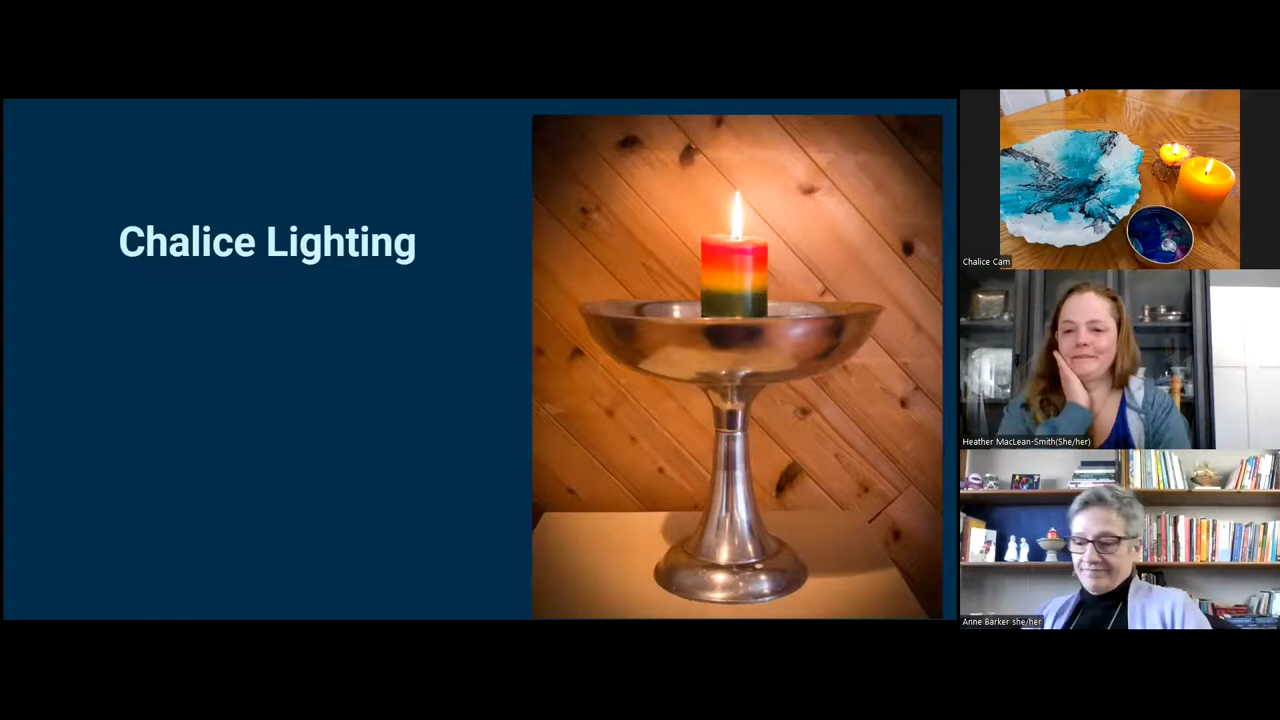 Chalice Lighting
Chalice Cam
Heather MacLean-Smith(She/her)
Anne Barker she/her